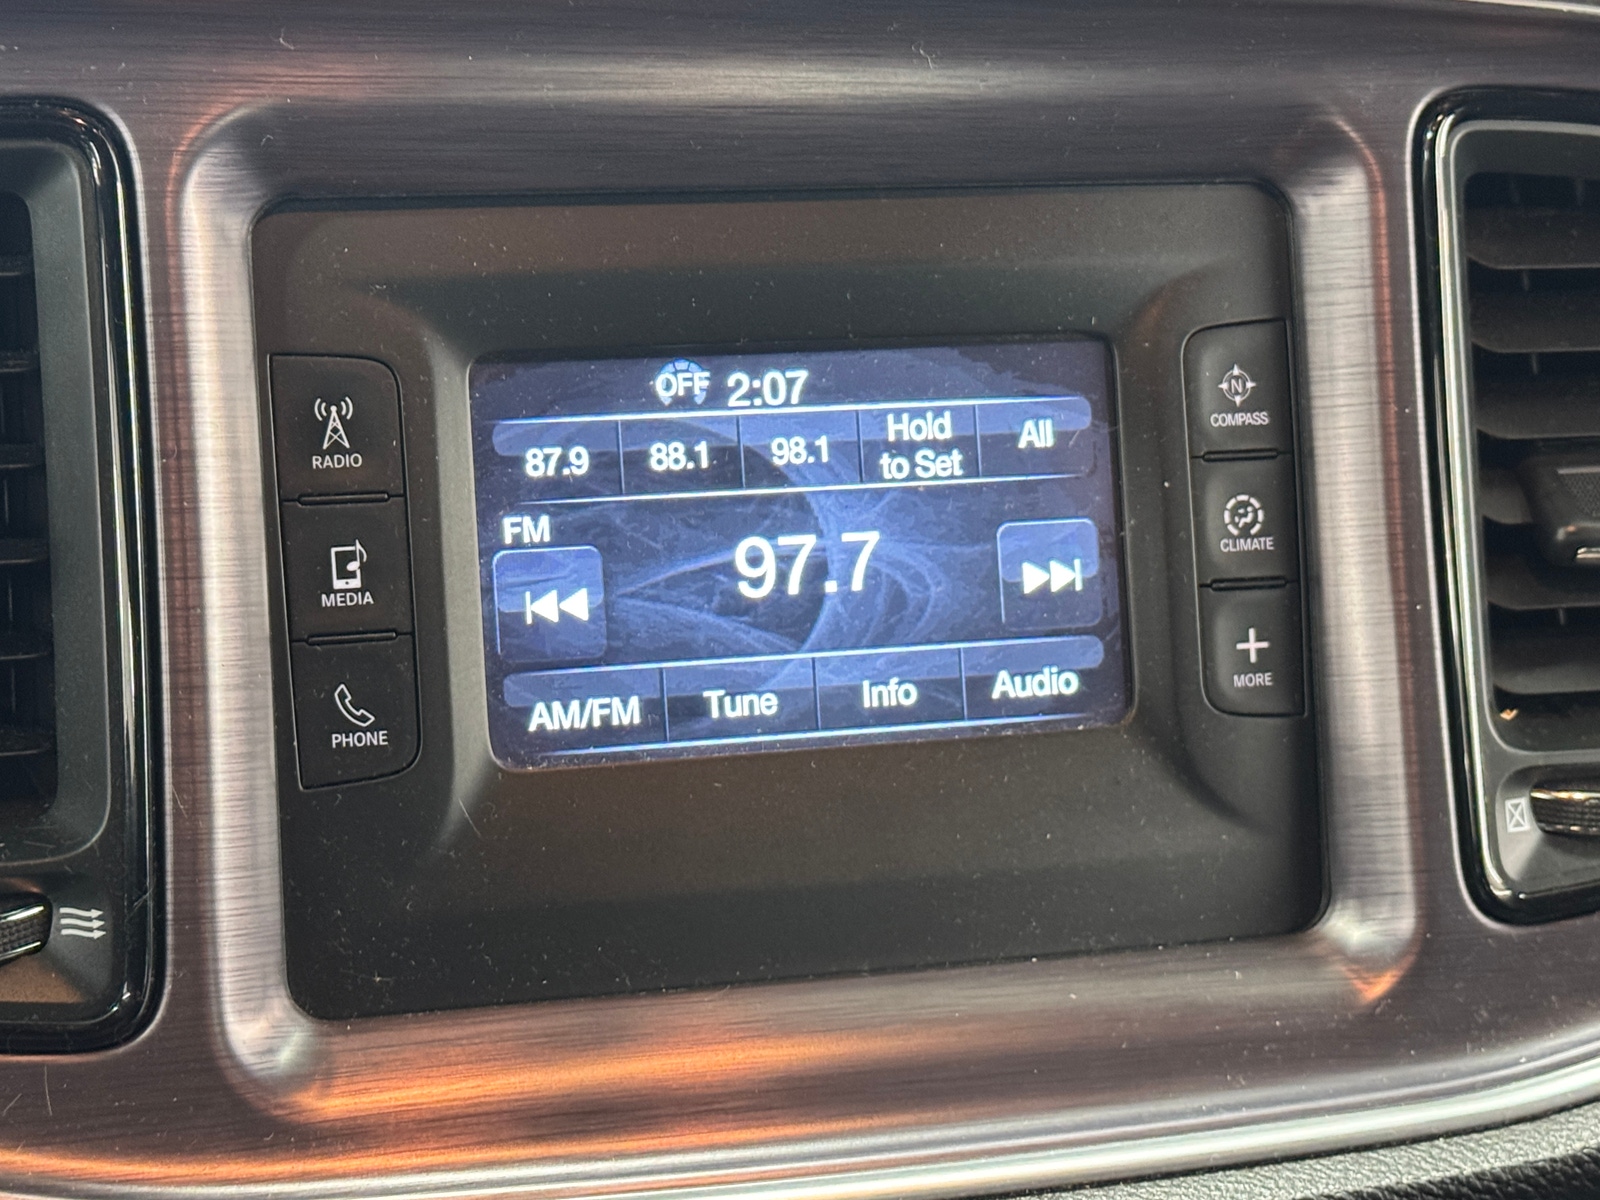 OFF 2:07
87.9 88.1 98.1 Hold to Set All
FM
97.7
AM/FM Tune Info Audio
RADIO
MEDIA
PHONE
N
COMPASS
CLIMATE
MORE